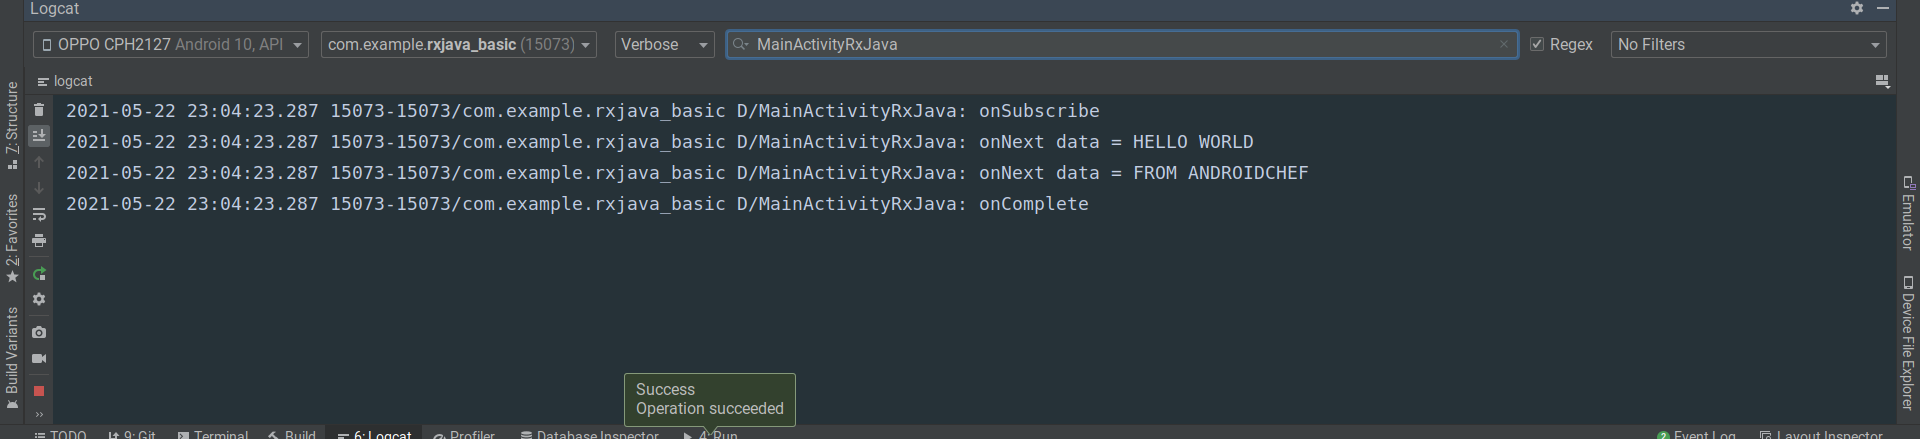 Logcat
OPPO CPH2127 Android 10, API
com.example.rxjava_basic (15073)
Verbose
MainActivityRxJava
Regex
No Filters
logcat
2021-05-22 23:04:23.287 15073-15073/com.example.rxjava_basic D/MainActivityRxJava: onSubscribe
2021-05-22 23:04:23.287 15073-15073/com.example.rxjava_basic D/MainActivityRxJava: onNext data = HELLO WORLD
2021-05-22 23:04:23.287 15073-15073/com.example.rxjava_basic D/MainActivityRxJava: onNext data = FROM ANDROIDCHEF
2021-05-22 23:04:23.287 15073-15073/com.example.rxjava_basic D/MainActivityRxJava: onComplete
7: Structure
2: Favorites
Build Variants
Emulator
Device File Explorer
Success
Operation succeeded
TODO
9: Git
Terminal
Build
6: Logcat
Profiler
Database Inspector
4: Run
2 Event Log
Layout Inspector